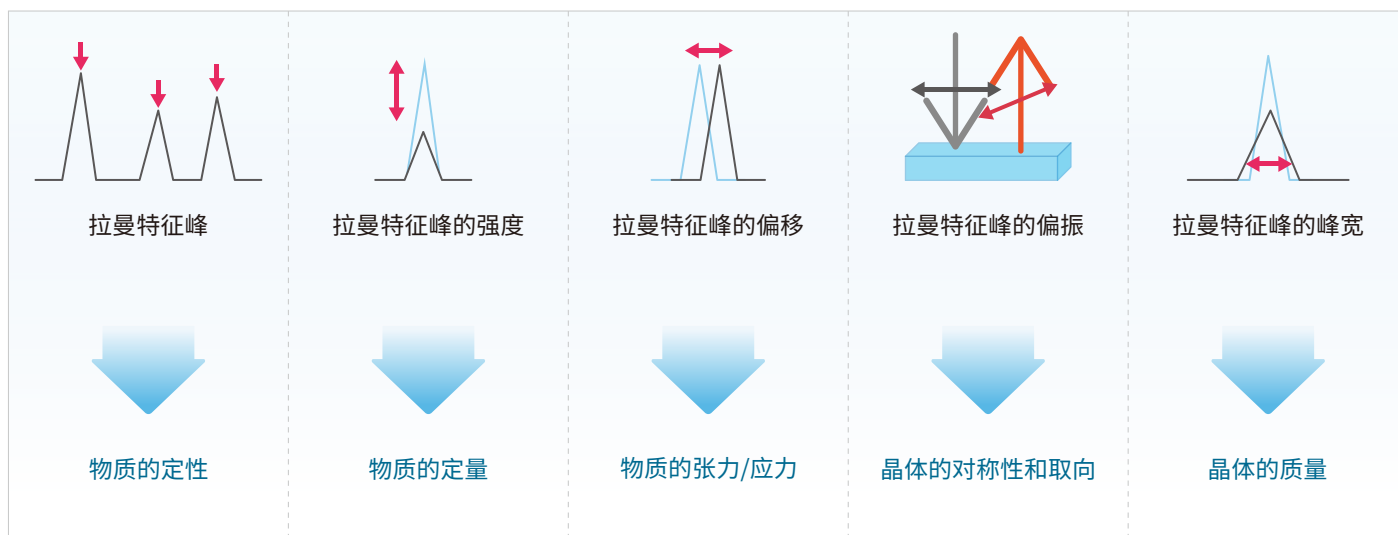 拉曼特征峰
拉曼特征峰的强度
拉曼特征峰的偏移
拉曼特征峰的偏振
拉曼特征峰的峰宽
物质的定性
物质的定量
物质的张力/应力
晶体的对称性和取向
晶体的质量